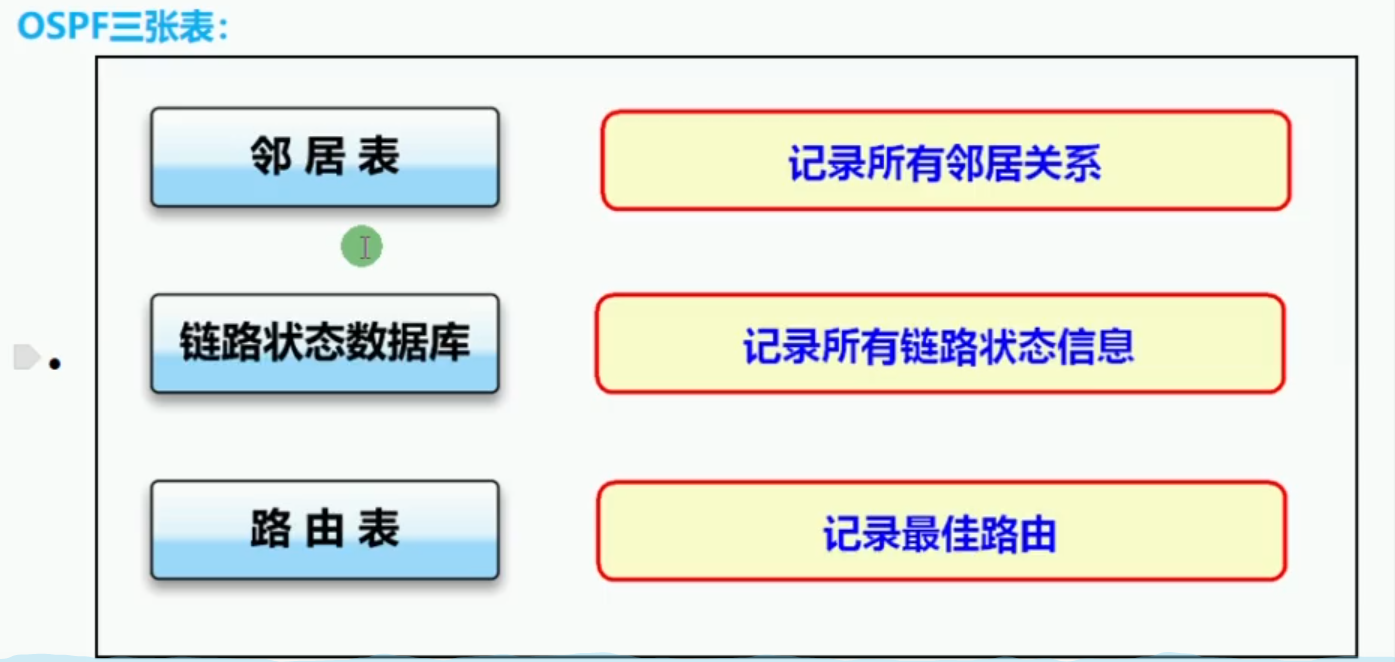 OSPF三张表：
邻居表
记录所有邻居关系
链路状态数据库
记录所有链路状态信息
路由表
记录最佳路由